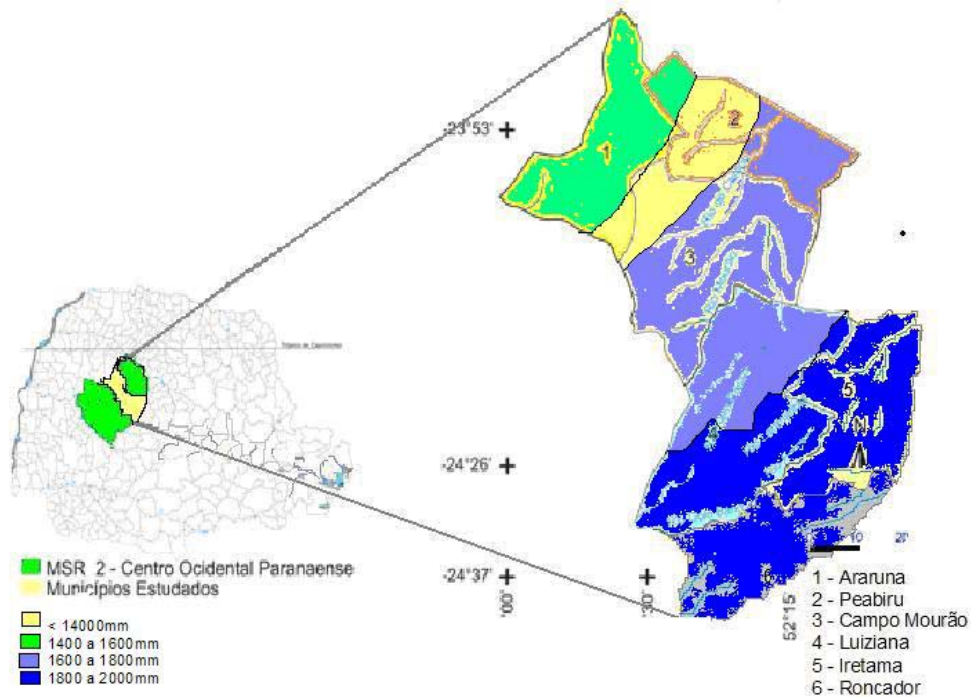 1
2
-23°53'
3
5
N
-24°26'
10
20'
6
-24°37'
'00'
'30'
52°15'
MSR 2 - Centro Ocidental Paranaense
Municípios Estudados
< 14000mm
1400 a 1600mm
1600 a 1800mm
1800 a 2000mm
1 - Araruna
2 - Peabiru
3 - Campo Mourão
4 - Luiziana
5 - Iretama
6 - Roncador